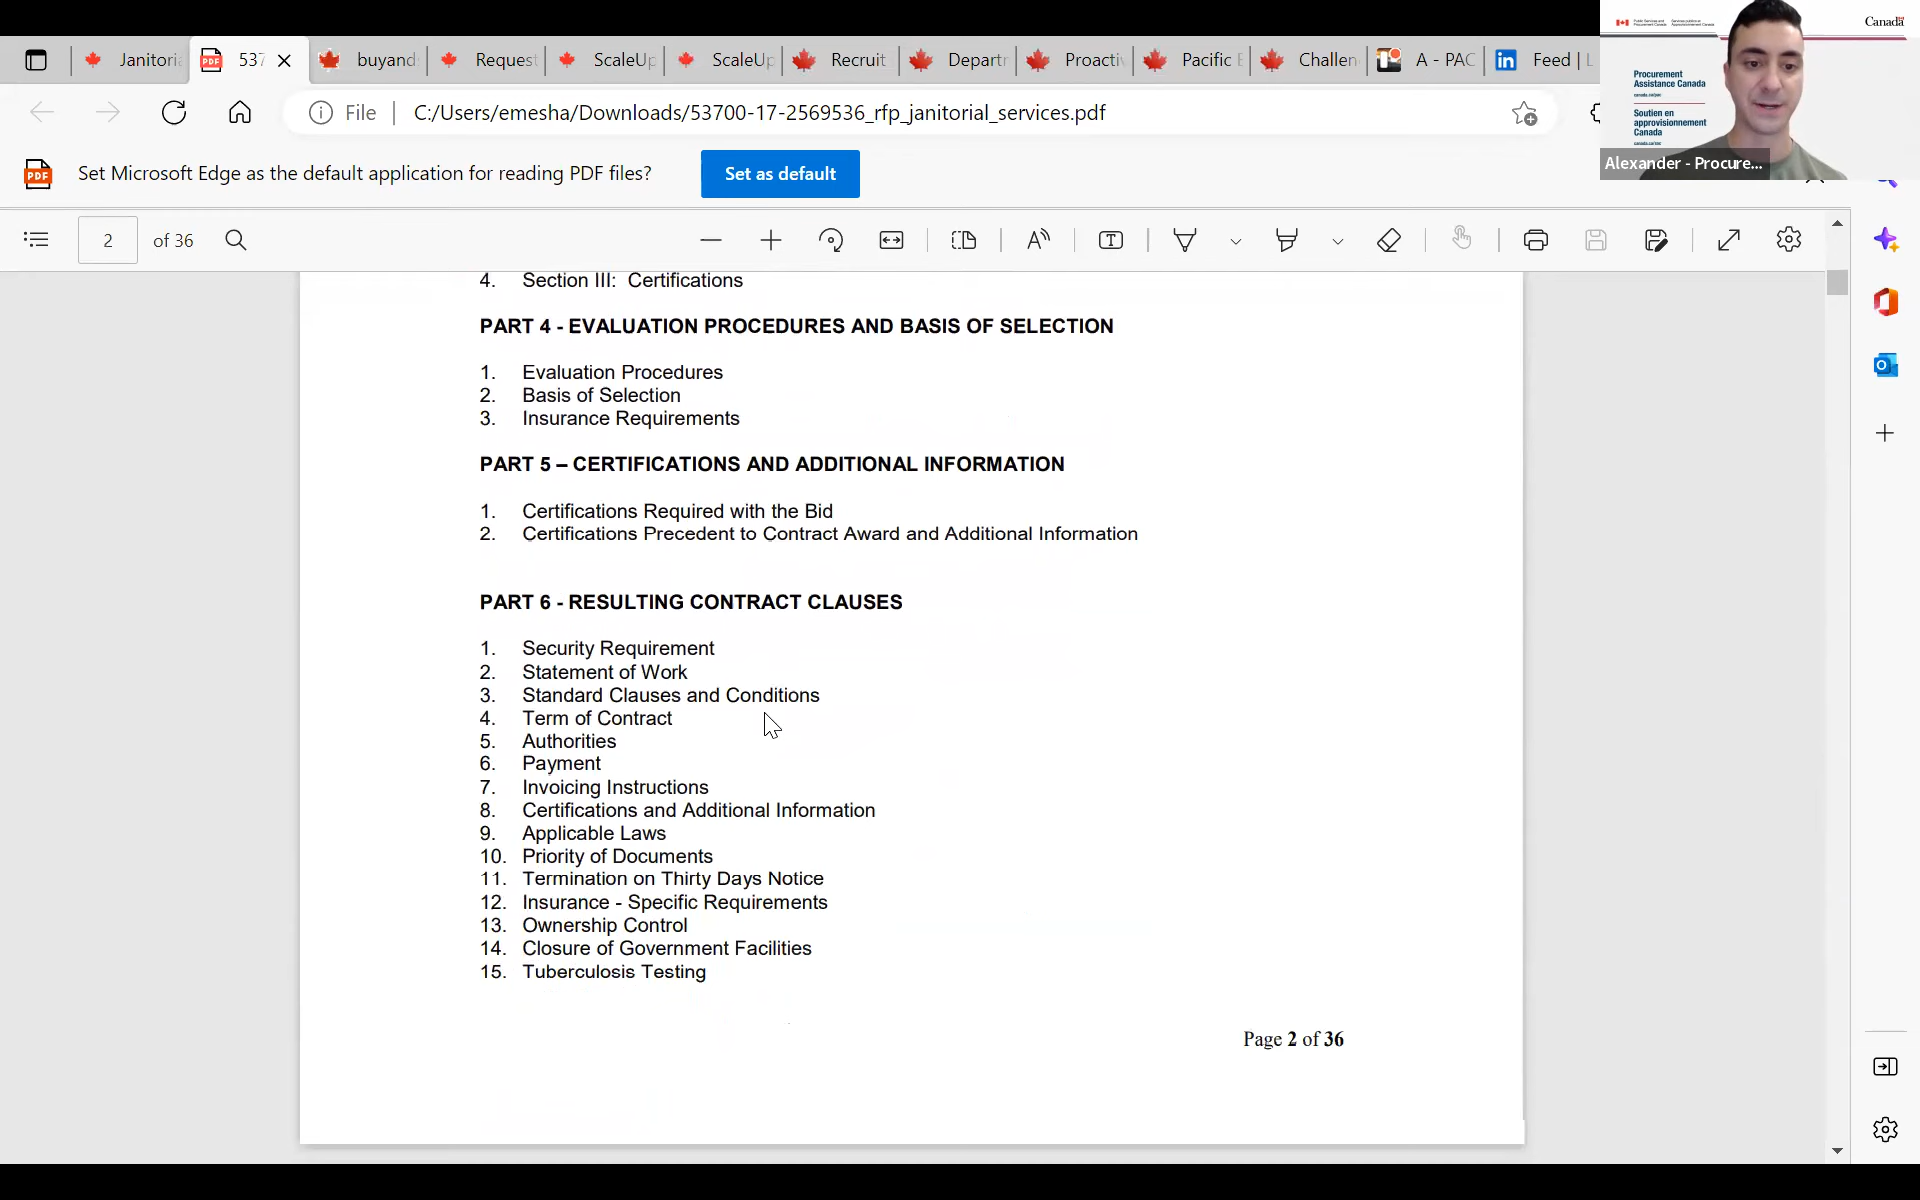 Janitoria
537
buyand
Request
ScaleUp
ScaleUp
Recruit
Departm
Proactiv
Pacific E
Challen
A - PAC
Feed | L
File
C:/Users/emesha/Downloads/53700-17-2569536_rfp_janitorial_services.pdf
Set Microsoft Edge as the default application for reading PDF files?
Set as default
2 of 36
4. Section III: Certifications
PART 4 - EVALUATION PROCEDURES AND BASIS OF SELECTION
1. Evaluation Procedures
2. Basis of Selection
3. Insurance Requirements
PART 5 – CERTIFICATIONS AND ADDITIONAL INFORMATION
1. Certifications Required with the Bid
2. Certifications Precedent to Contract Award and Additional Information
PART 6 - RESULTING CONTRACT CLAUSES
1. Security Requirement
2. Statement of Work
3. Standard Clauses and Conditions
4. Term of Contract
5. Authorities
6. Payment
7. Invoicing Instructions
8. Certifications and Additional Information
9. Applicable Laws
10. Priority of Documents
11. Termination on Thirty Days Notice
12. Insurance - Specific Requirements
13. Ownership Control
14. Closure of Government Facilities
15. Tuberculosis Testing
Page 2 of 36
Canada
Procurement
Assistance Canada
Soutien en
approvisionnement
Canada
Alexander - Procure...